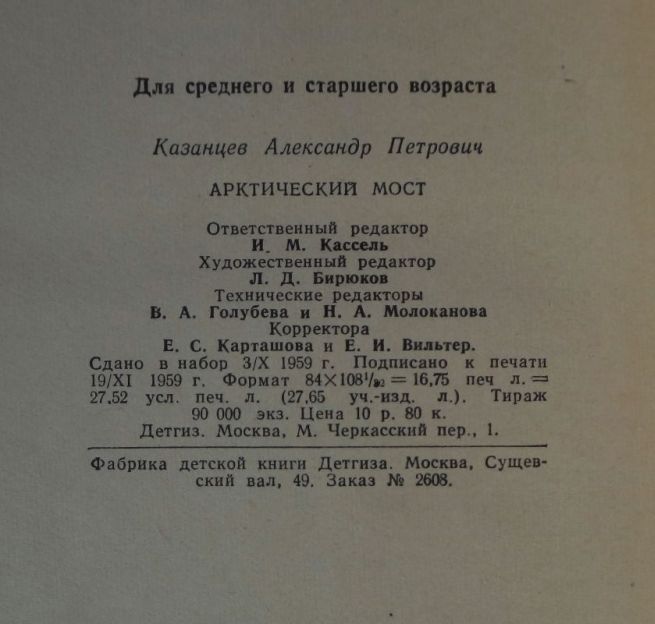 Для среднего и старшего возраста
Казанцев Александр Петрович
АРКТИЧЕСКИЙ МОСТ
Ответственный редактор
И. М. Кассель
Художественный редактор
Л. Д. Бирюков
Технические редакторы
В. А. Голубева и Н. А. Молоканова
Корректора
Е. С. Карташова и Е. И. Вильтер.
Сдано в набор 3/X 1959 г. Подписано к печати
19/XI 1959 г. Формат 84×108¹/₃₂ = 16,75 печ л. =
27,52 усл. печ. л. (27,65 уч.-изд. л.). Тираж
90 000 экз. Цена 10 р. 80 к.
Детгиз. Москва, М. Черкасский пер., 1.
Фабрика детской книги Детгиза. Москва, Сущев-
ский вал, 49. Заказ № 2608.